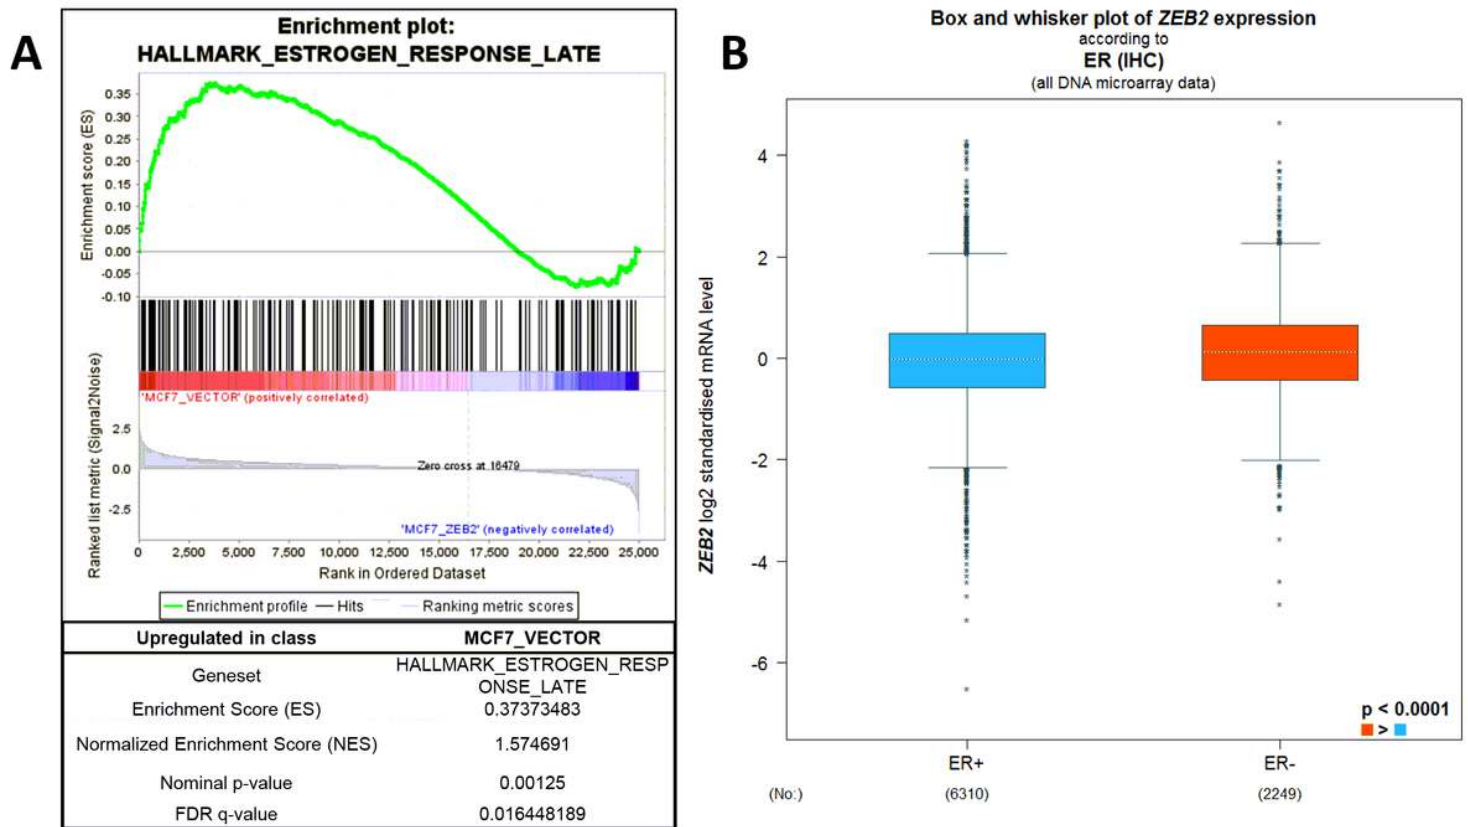 A
Enrichment plot:
HALLMARK_ESTROGEN_RESPONSE_LATE
Enrichment score (ES)
0.35
0.30
0.25
0.20
0.15
0.10
0.05
0.00
-0.05
-0.10
'MCF7_VECTOR' (positively correlated)
Ranked list metric (Signal2Noise)
2.5
0.0
-2.5
Zero cross at 16479
'MCF7_ZEB2' (negatively correlated)
0 2,500 5,000 7,500 10,000 12,500 15,000 17,500 20,000 22,500 25,000
Rank in Ordered Dataset
Enrichment profile Hits Ranking metric scores
Upregulated in class MCF7_VECTOR
Geneset HALLMARK_ESTROGEN_RESP
ONSE_LATE
Enrichment Score (ES) 0.37373483
Normalized Enrichment Score (NES) 1.574691
Nominal p-value 0.00125
FDR q-value 0.016448189
B
Box and whisker plot of ZEB2 expression
according to
ER (IHC)
(all DNA microarray data)
ZEB2 log2 standardised mRNA level
4
2
0
-2
-4
-6
p < 0.0001
>
ER+ ER-
(No:) (6310) (2249)